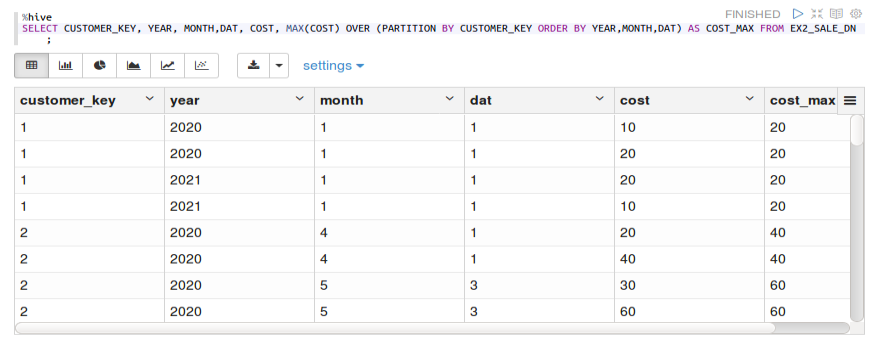 %hive
FINISHED
SELECT CUSTOMER_KEY, YEAR, MONTH,DAT, COST, MAX(COST) OVER (PARTITION BY CUSTOMER_KEY ORDER BY YEAR,MONTH,DAT) AS COST_MAX FROM EX2_SALE_DN
;
settings
customer_key year month dat cost cost_max
1 2020 1 1 10 20
1 2020 1 1 20 20
1 2021 1 1 20 20
1 2021 1 1 10 20
2 2020 4 1 20 40
2 2020 4 1 40 40
2 2020 5 3 30 60
2 2020 5 3 60 60